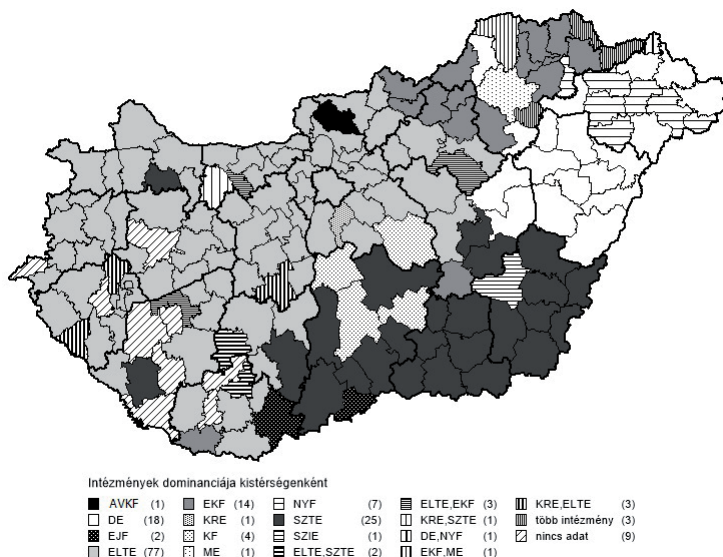 Intézmények dominanciája kistérségenként
AVKF (1) EKF (14) NYF (7) ELTE,EKF (3) KRE,ELTE (3)
DE (18) KRE (1) SZTE (25) KRE,SZTE (1) több intézmény (3)
EJF (2) KF (4) SZIE (1) DE,NYF (1) nincs adat (9)
ELTE (77) ME (1) ELTE,SZTE (2) EKF,ME (1)